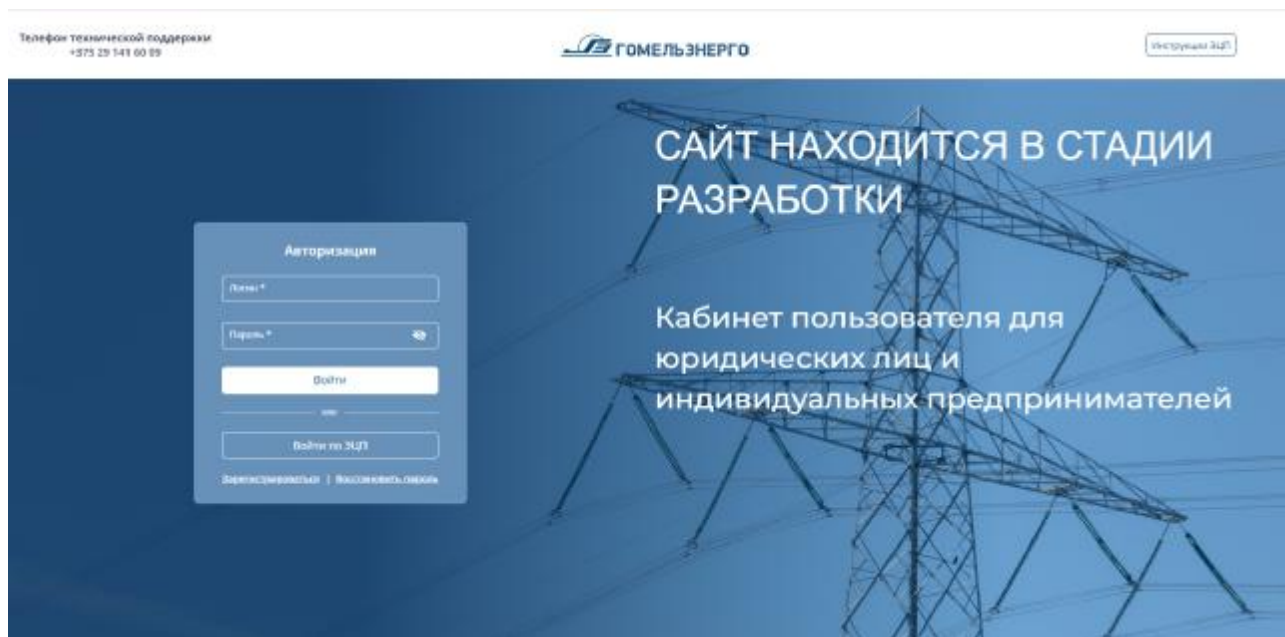 Телефон технической поддержки
+375 29 141 60 09
ГОМЕЛЬЭНЕРГО
Инструкция ЭЦП
САЙТ НАХОДИТСЯ В СТАДИИ
РАЗРАБОТКИ
Авторизация
Логин *
Пароль *
Войти
или
Войти по ЭЦП
Зарегистрироваться | Восстановить пароль
Кабинет пользователя для
юридических лиц и
индивидуальных предпринимателей